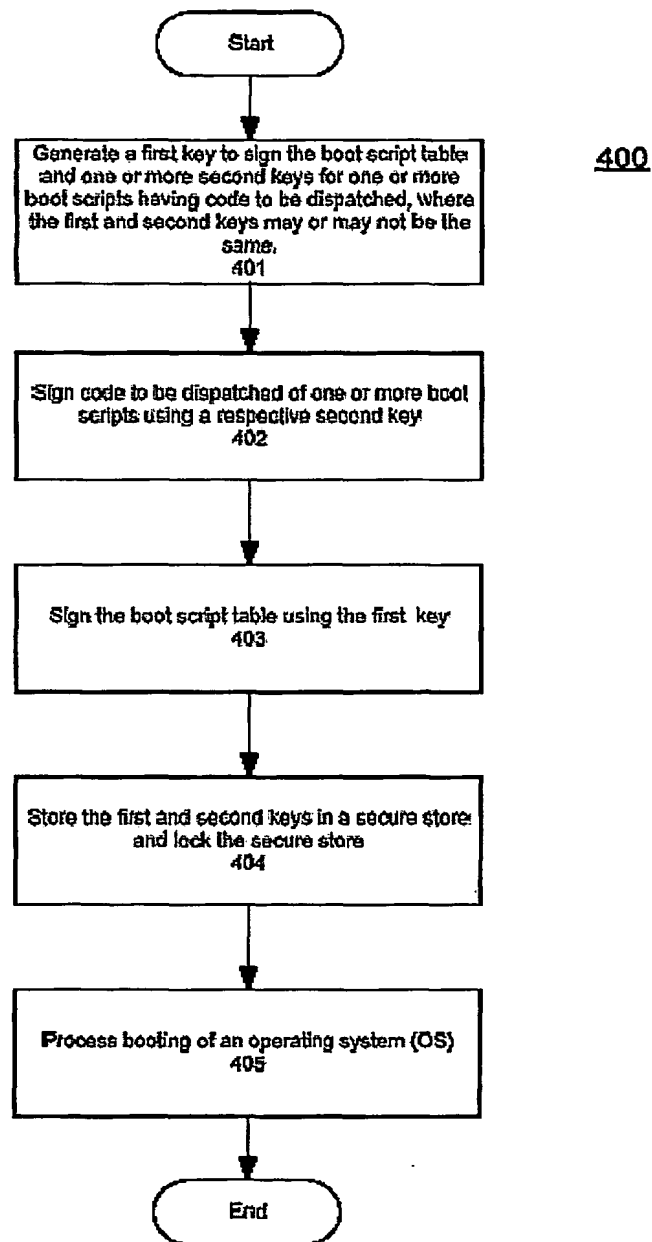 Start
400
Generate a first key to sign the boot script table
and one or more second keys for one or more
boot scripts having code to be dispatched, where
the first and second keys may or may not be the
same.
401
Sign code to be dispatched of one or more boot
scripts using a respective second key
402
Sign the boot script table using the first key
403
Store the first and second keys in a secure store
and lock the secure store
404
Process booting of an operating system (OS)
405
End